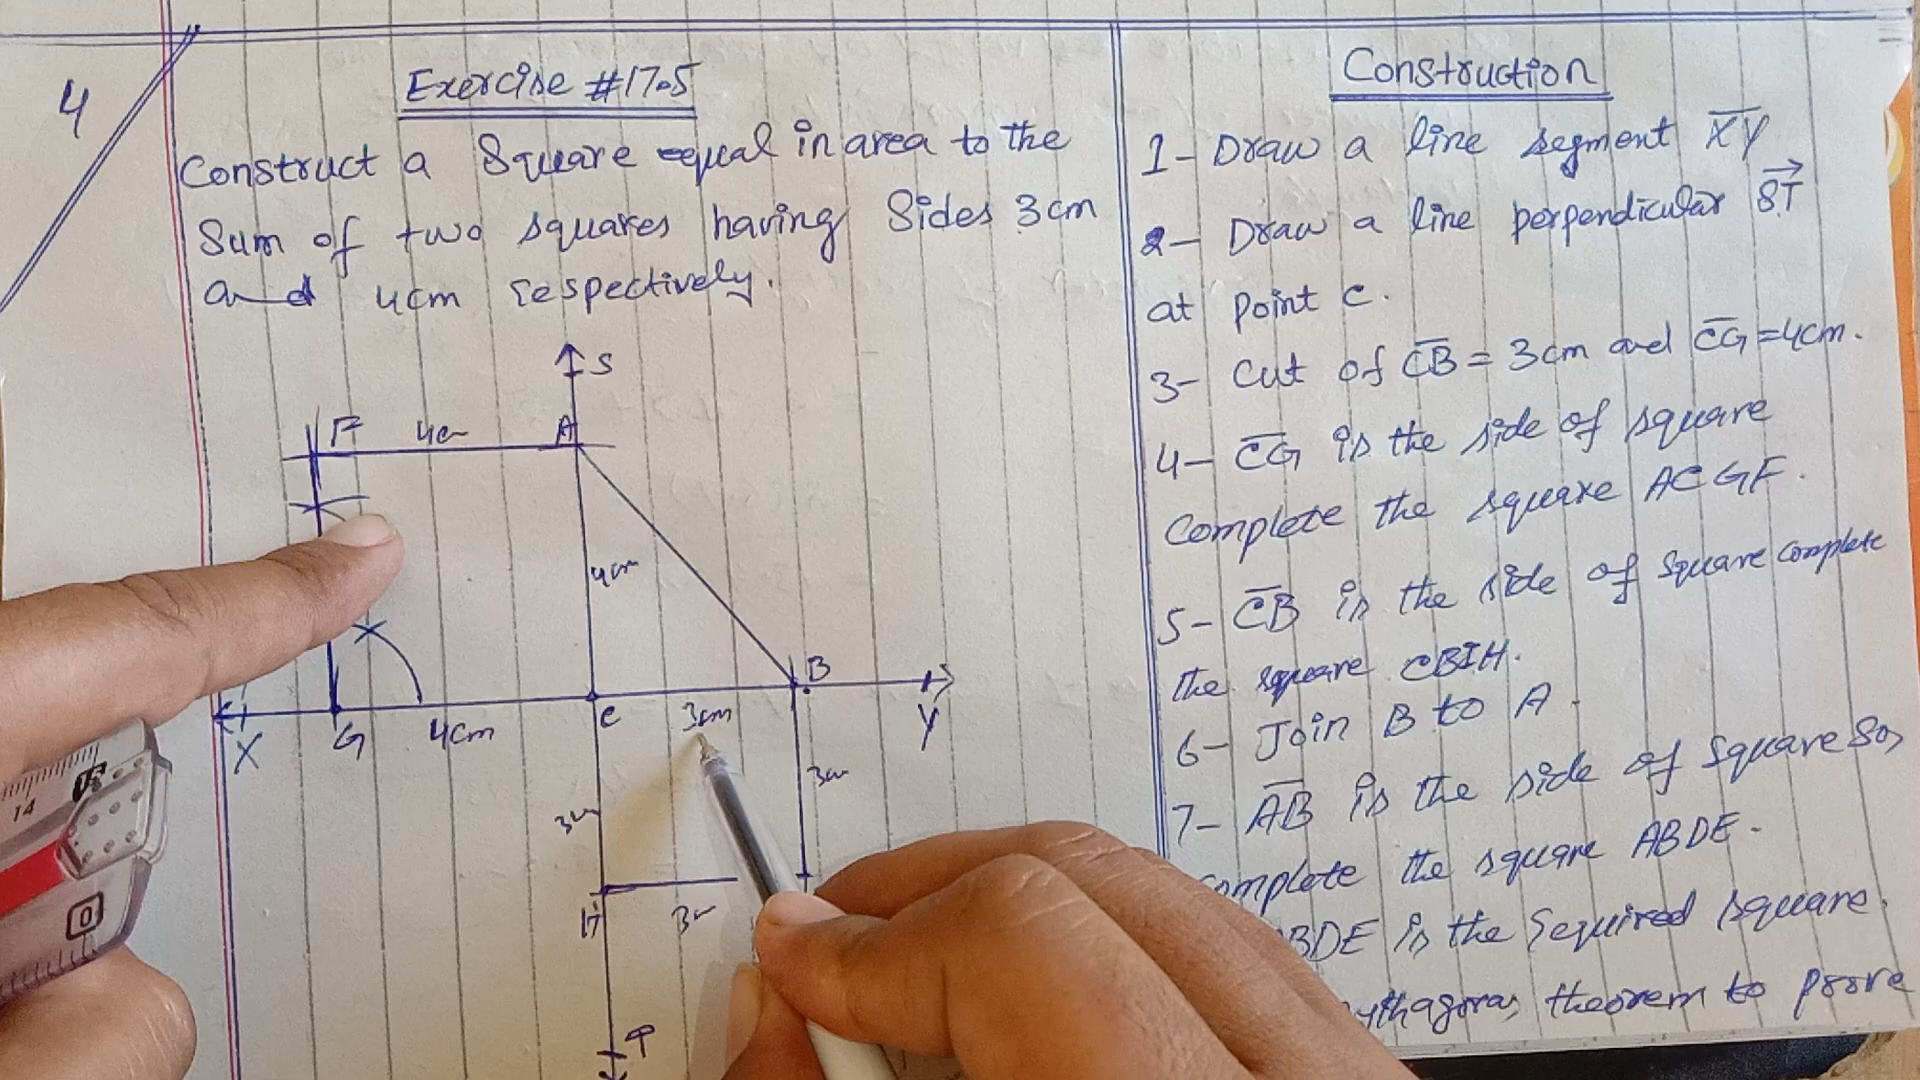 4
Exercise #17.5
Construct a Square equal in area to the
Sum of two squares having Sides 3cm
and 4cm respectively.
S
F 4cm A
4cm
B
X G 4cm C 3cm Y
3cm 3cm
H 3cm
T
15
14
0
Construction
1- Draw a line segment XY
2- Draw a line perpendicular ST
at point C.
3- Cut of CB = 3cm and CG = 4cm.
4- CG is the side of square
Complete the square ACGF.
5- CB is the side of square complete
the square CBIH.
6- Join B to A.
7- AB is the side of square So,
complete the square ABDE.
BDE is the required square.
theorem to prove